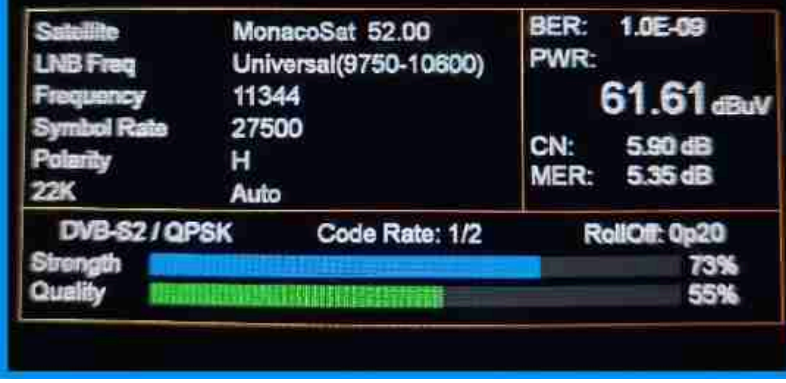 Satellite MonacoSat 52.00
LNB Freq Universal(9750-10600)
Frequency 11344
Symbol Rate 27500
Polarity H
22K Auto
BER: 1.0E-09
PWR:
61.61 dBuV
CN: 5.90 dB
MER: 5.35 dB
DVB-S2 / QPSK Code Rate: 1/2 RollOff: 0p20
Strength 73%
Quality 55%